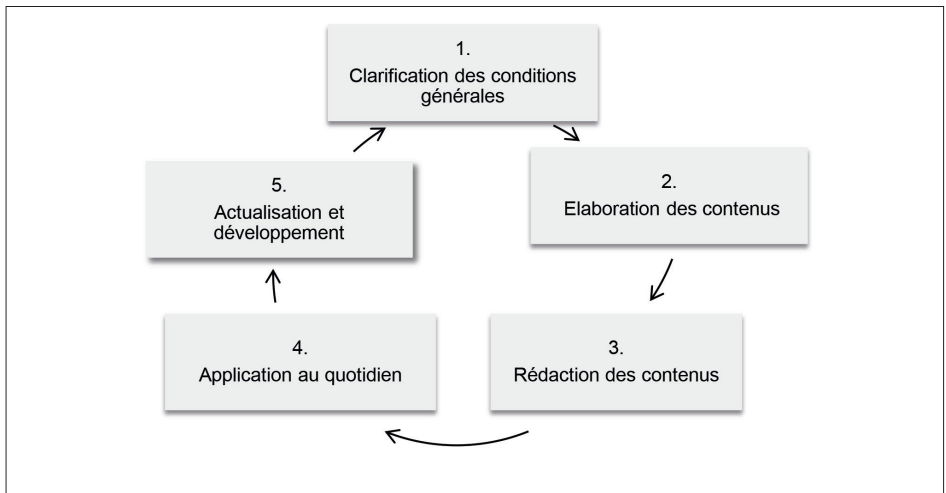 1.
Clarification des conditions
générales
2.
Elaboration des contenus
3.
Rédaction des contenus
4.
Application au quotidien
5.
Actualisation et
développement